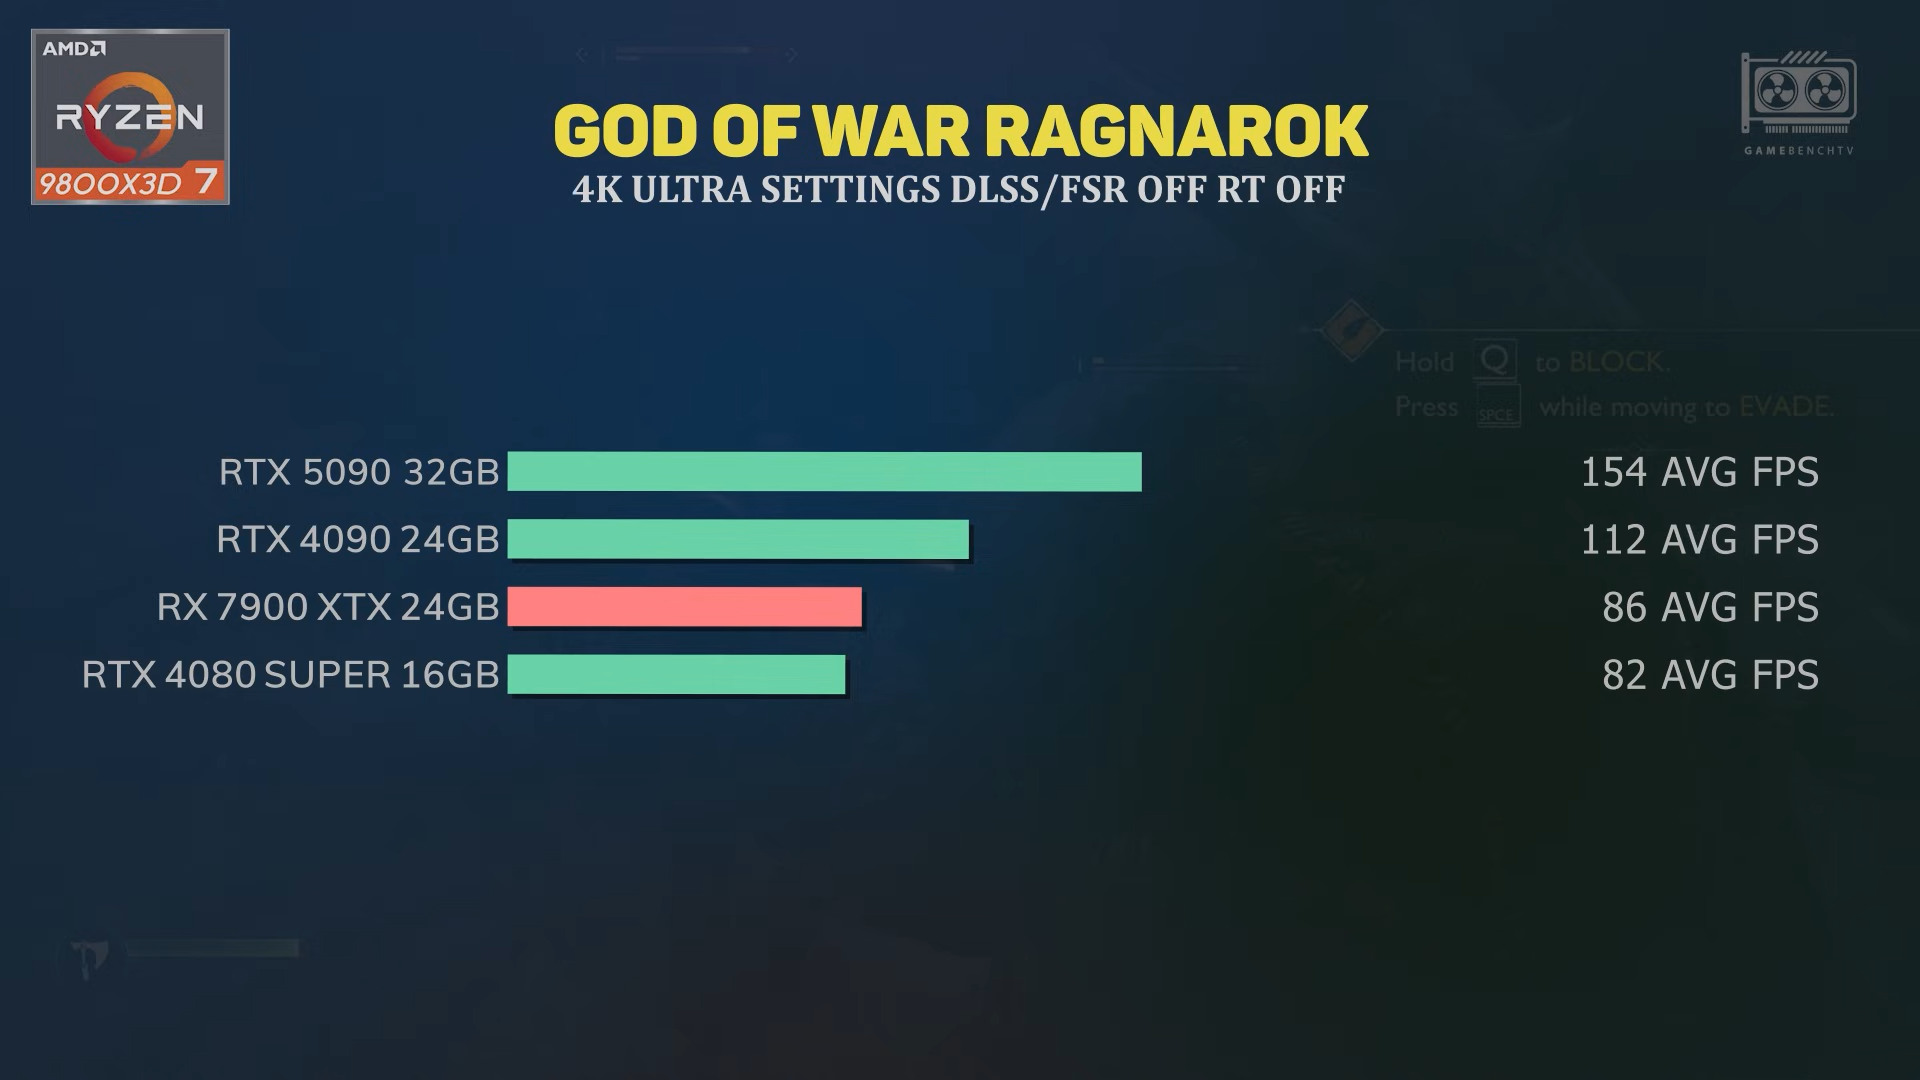 AMD
RYZEN
9800X3D 7
GAMEBENCHTV
GOD OF WAR RAGNAROK
4K ULTRA SETTINGS DLSS/FSR OFF RT OFF
Hold Q to BLOCK.
Press SPCE while moving to EVADE.
RTX 5090 32GB 154 AVG FPS
RTX 4090 24GB 112 AVG FPS
RX 7900 XTX 24GB 86 AVG FPS
RTX 4080 SUPER 16GB 82 AVG FPS